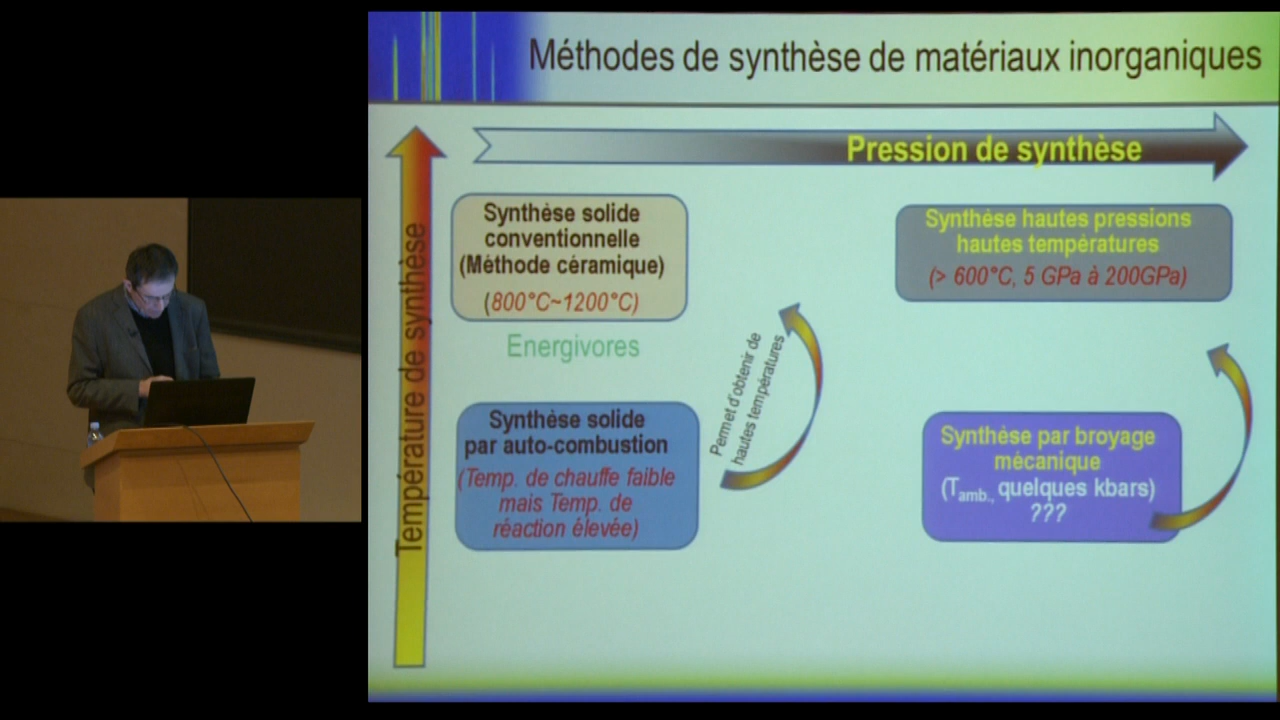 Méthodes de synthèse de matériaux inorganiques
Pression de synthèse
Température de synthèse
Synthèse solide
conventionnelle
(Méthode céramique)
(800°C~1200°C)
Energivores
Synthèse solide
par auto-combustion
(Temp. de chauffe faible
mais Temp. de
réaction élevée)
Permet d'obtenir de
hautes températures
Synthèse hautes pressions
hautes températures
(> 600°C, 5 GPa à 200GPa)
Synthèse par broyage
mécanique
(Tamb., quelques kbars)
???